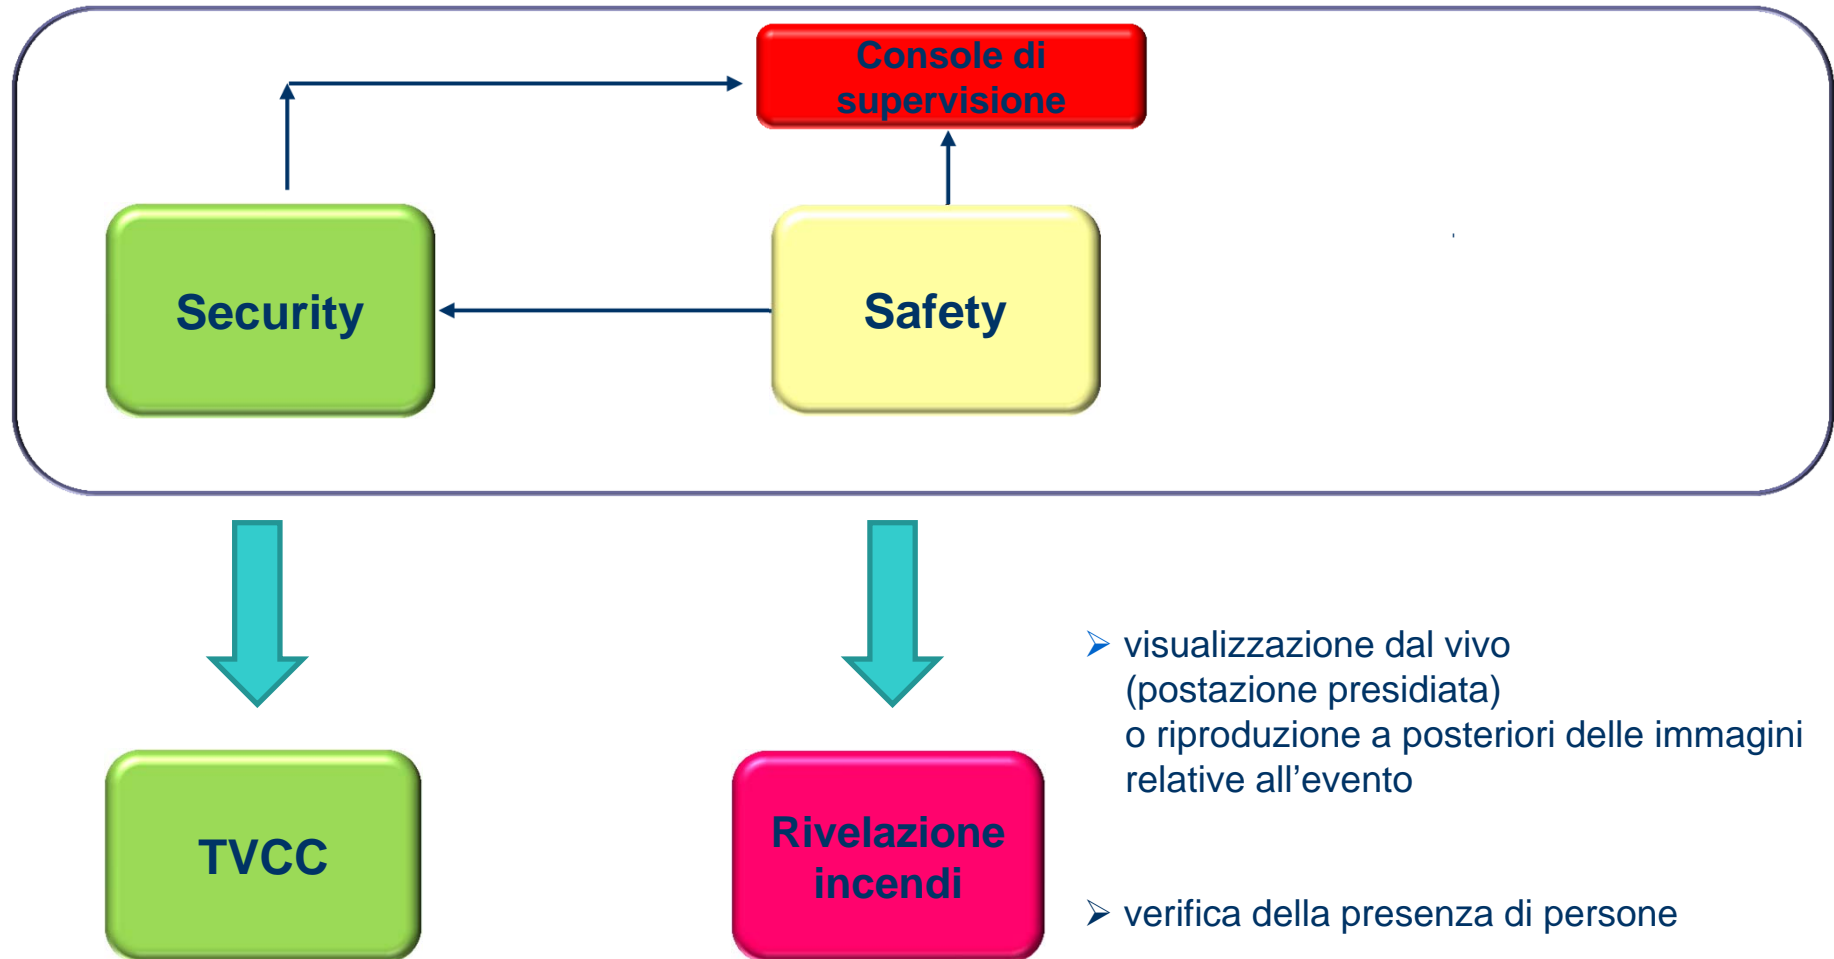 Console di
supervisione
Security
Safety
➢ visualizzazione dal vivo
(postazione presidiata)
o riproduzione a posteriori delle immagini
relative all’evento
TVCC
Rivelazione
incendi
➢ verifica della presenza di persone